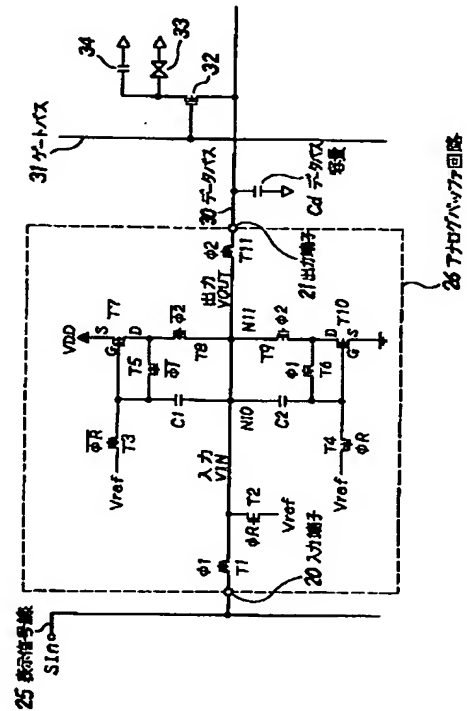 25 表示信号線
SIn
20 入力端子
φ1
T1
φR
T2
Vref
入力
VIN
Vref
φR
T3
VDD
S
G
T7
D
T5
φ1
C1
N10
C2
φ2
T8
N11
T9
φ2
φ1
T6
D
T10
G
S
Vref
T4
φR
出力
VOUT
φ2
T11
21 出力端子
26 アナログバッファ回路
30 データバス
Cd データバス
容量
31 ゲートバス
32
33
34